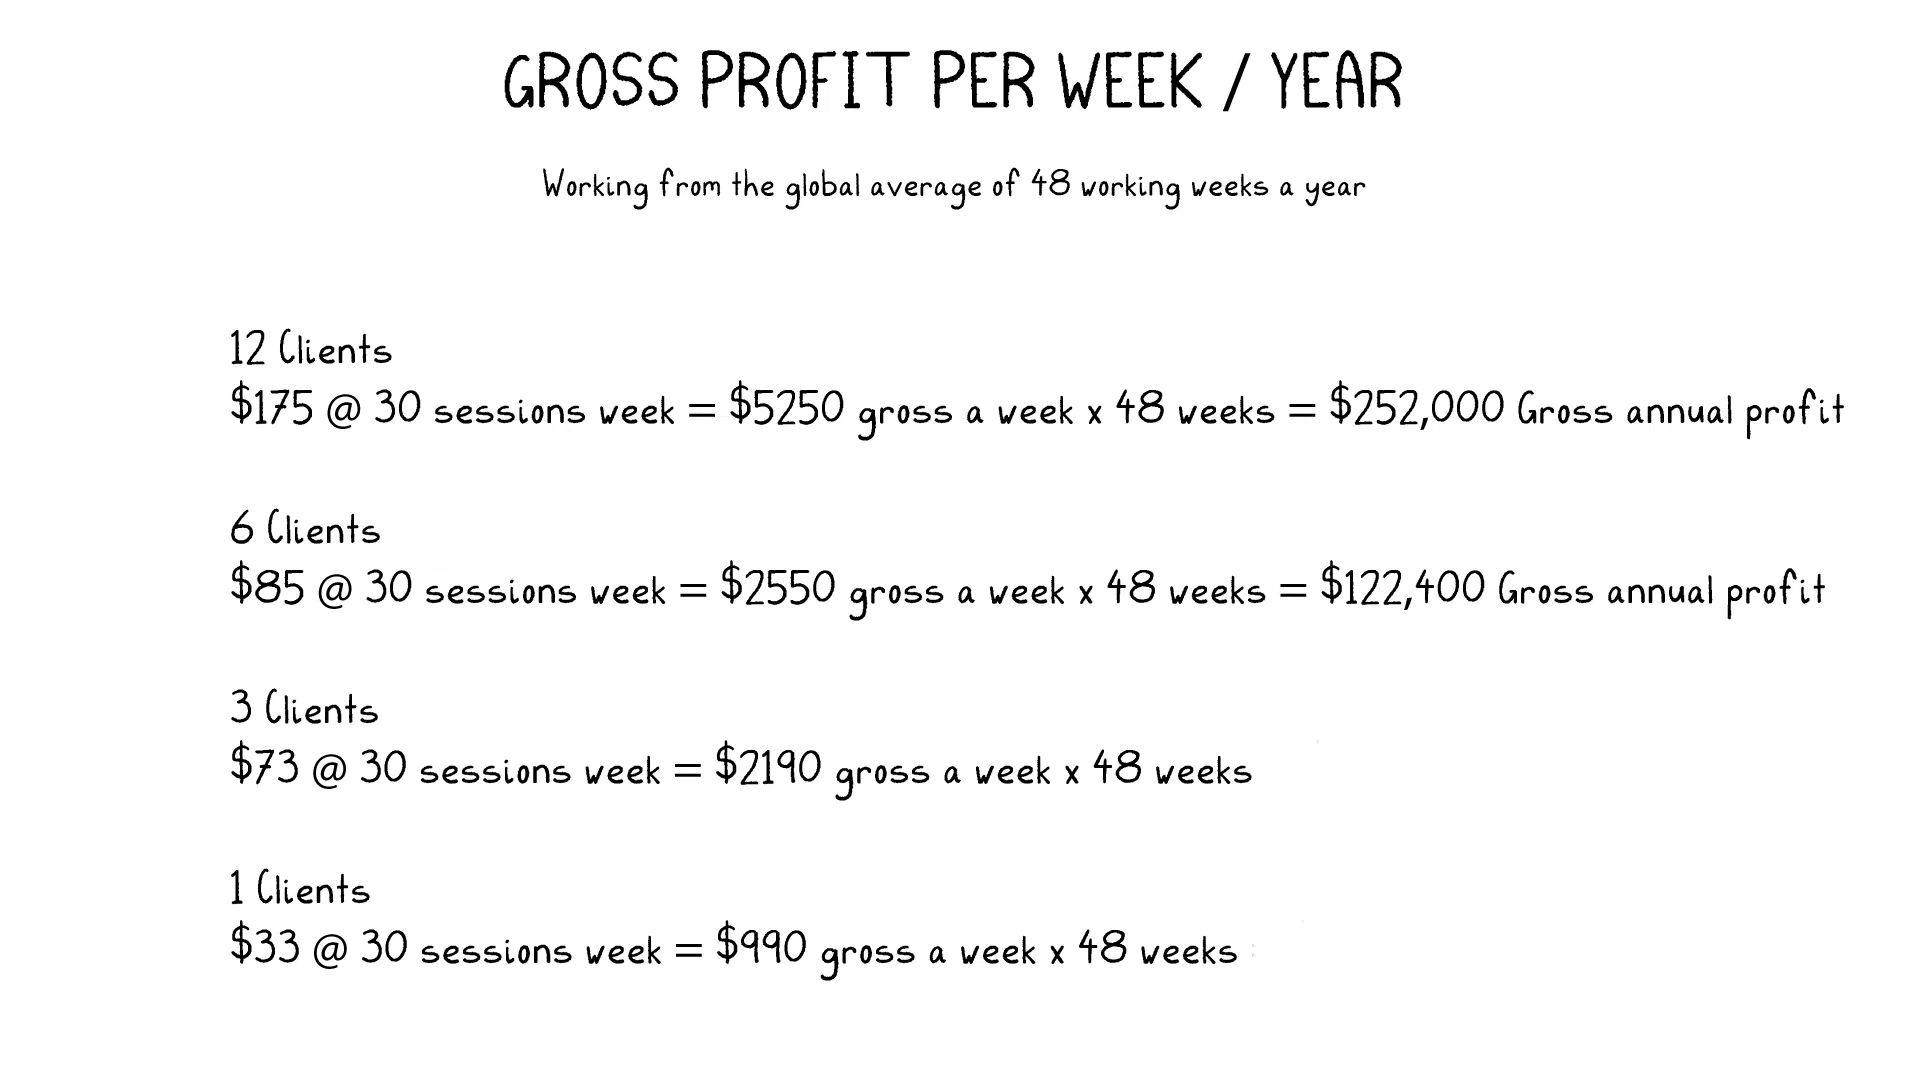 GROSS PROFIT PER WEEK / YEAR
Working from the global average of 48 working weeks a year
12 Clients
$175 @ 30 sessions week = $5250 gross a week x 48 weeks = $252,000 Gross annual profit
6 Clients
$85 @ 30 sessions week = $2550 gross a week x 48 weeks = $122,400 Gross annual profit
3 Clients
$73 @ 30 sessions week = $2190 gross a week x 48 weeks
1 Clients
$33 @ 30 sessions week = $990 gross a week x 48 weeks